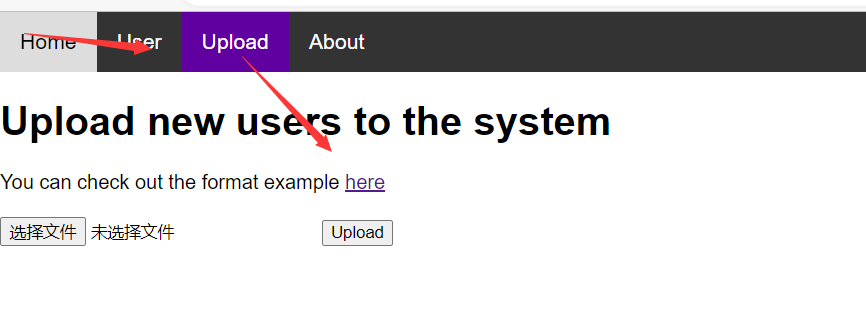 Home User Upload About
Upload new users to the system
You can check out the format example here
选择文件 未选择文件 Upload